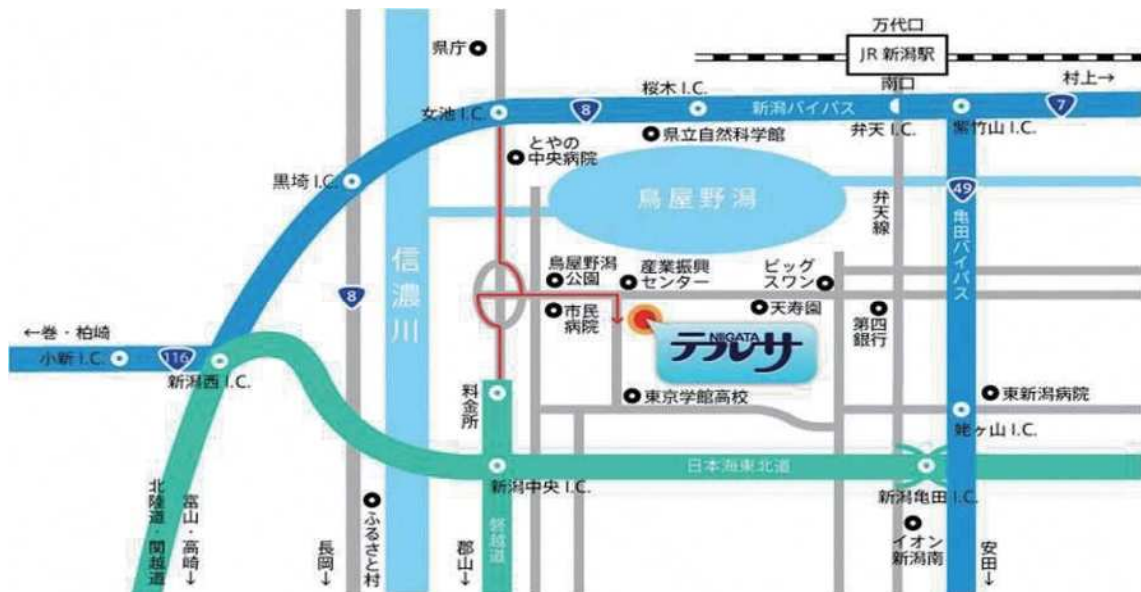 万代口
JR 新潟駅
南口
村上→
県庁
女池 I.C.
8
桜木 I.C.
新潟バイパス
弁天 I.C.
紫竹山 I.C.
7
とやの
中央病院
県立自然科学館
黒埼 I.C.
鳥屋野潟
弁天線
49
亀田バイパス
信濃川
8
鳥屋野潟
公園
産業振興
センター
ビッグ
スワン
市民
病院
天寿園
第四
銀行
NIIGATA
テルサ
←巻・柏崎
小新 I.C.
116
新潟西 I.C.
料金所
東京学館高校
東新潟病院
姥ヶ山 I.C.
日本海東北道
新潟中央 I.C.
新潟亀田 I.C.
イオン
新潟南
北陸道・関越道
富山・高崎↓
長岡↓
ふるさと村
郡山↓
磐越道
安田↓